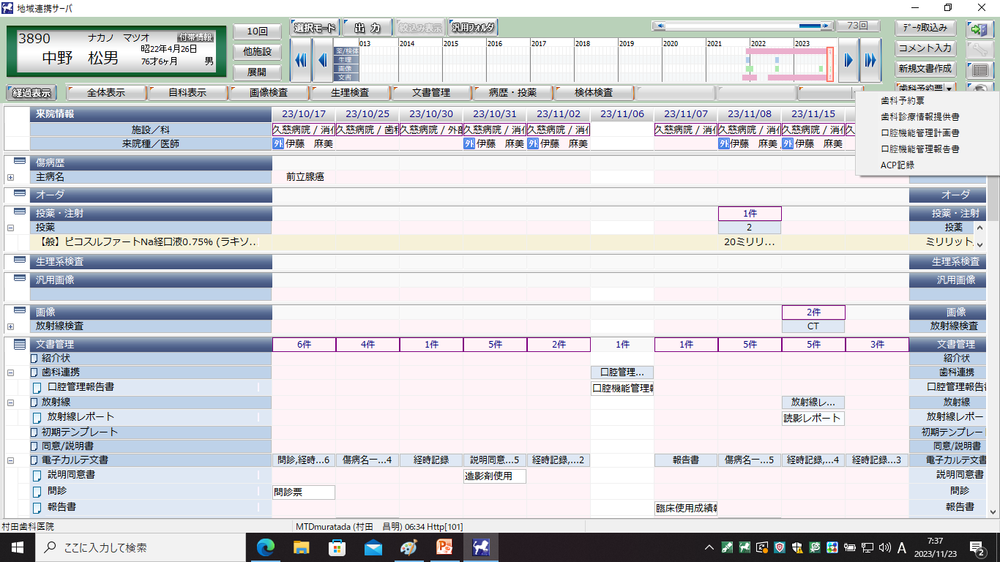 地域連携サーバ
3890 ナカノ マツオ 付帯情報
中野 松男 昭22年4月26日
76才6ヶ月 男
10回
他施設
展開
選択モード 出 力 絞込み表示 汎用フォルダ
73回
データ取込み
コメント入力
新規文書作成
歯科予約票
013 2014 2015 2016 2017 2018 2019 2020 2021 2022 2023
薬/検体
生理
画像
文書
経過表示 全体表示 自科表示 画像検査 生理検査 文書管理 病歴・投薬 検体検査
歯科予約票
歯科診療情報提供書
口腔機能管理計画書
口腔機能管理報告書
ACP記録
来院情報 23/10/17 23/10/25 23/10/30 23/10/31 23/11/02 23/11/06 23/11/07 23/11/08 23/11/15
施設／科 久慈病院 / 消化 久慈病院 / 歯科 久慈病院 / 外部 久慈病院 / 消化 久慈病院 / 消化 久慈病院 / 消化 久慈病院 / 消化 久慈病院 / 消化
来院種／医師 外 伊藤 麻美 外 伊藤 麻美 外 伊藤 麻美 外 伊藤 麻美 外 伊藤 麻美
傷病歴
主病名 前立腺癌
オーダ オーダ
投薬・注射 1件 投薬・注射
投薬 2 投薬
【般】ピコスルファートNa経口液0.75% (ラキソ.. 20ミリリ... ミリリット
生理系検査 生理系検査
汎用画像 汎用画像
画像 2件 画像
放射線検査 CT 放射線検査
文書管理 6件 4件 1件 5件 2件 1件 1件 5件 5件 3件 文書管理
紹介状 紹介状
歯科連携 口腔管理... 歯科連携
口腔管理報告書 口腔機能管理報 口腔管理報告
放射線 放射線レ... 放射線
放射線レポート 読影レポート 放射線レポー
初期テンプレート 初期テンプレー
同意/説明書 同意/説明書
電子カルテ文書 問診,経時...6 傷病名一...4 経時記録 説明同意...5 経時記録,...2 報告書 傷病名一...5 経時記録,...4 経時記録...3 電子カルテ文書
説明同意書 造影剤使用 説明同意書
問診 問診票 問診
報告書 臨床使用成績 報告書
村田歯科医院 MTDmuratada (村田 昌明) 06:34 Http[101]
ここに入力して検索 A 7:37
2023/11/23 2